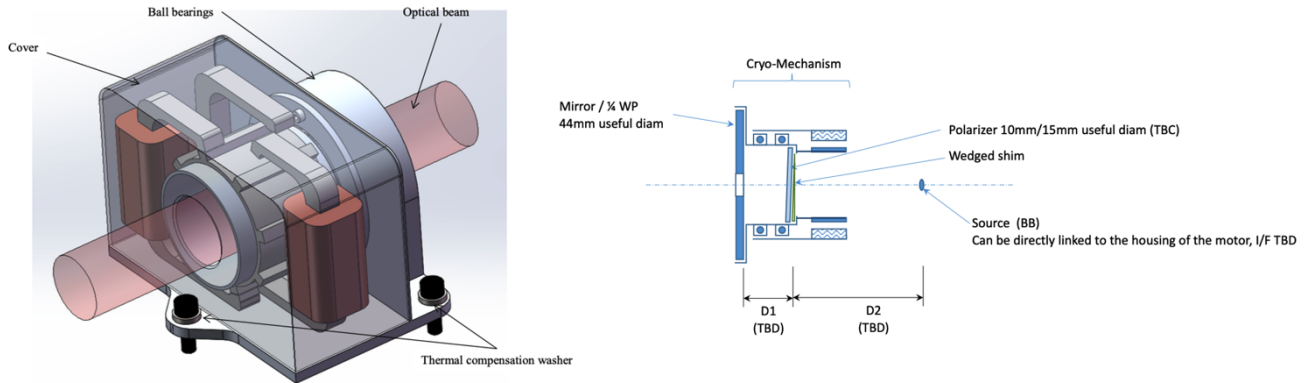 Ball bearings
Optical beam
Cover
Thermal compensation washer
Cryo-Mechanism
Mirror / ¼ WP
44mm useful diam
Polarizer 10mm/15mm useful diam (TBC)
Wedged shim
Source (BB)
Can be directly linked to the housing of the motor, I/F TBD
D1
(TBD)
D2
(TBD)